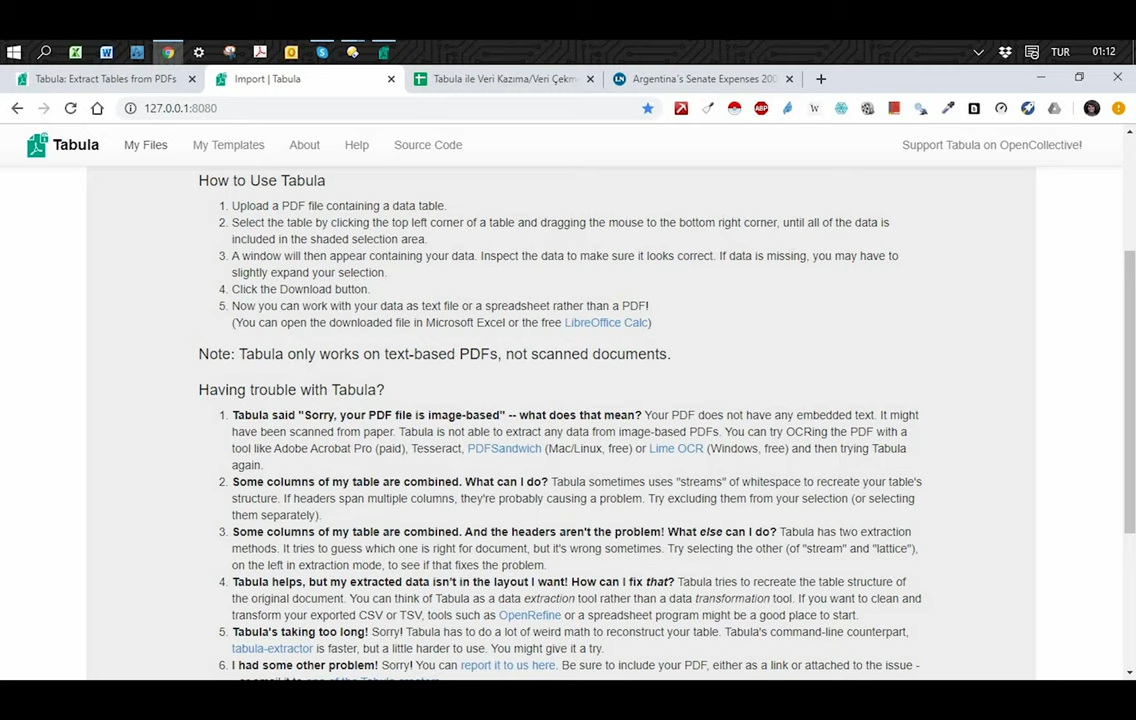 TUR
01:12
Tabula: Extract Tables from PDFs
Import | Tabula
Tabula ile Veri Kazıma/Veri Çekme
Argentina's Senate Expenses 200
127.0.0.1:8080
Tabula
My Files
My Templates
About
Help
Source Code
Support Tabula on OpenCollective!
How to Use Tabula
1. Upload a PDF file containing a data table.
2. Select the table by clicking the top left corner of a table and dragging the mouse to the bottom right corner, until all of the data is
included in the shaded selection area.
3. A window will then appear containing your data. Inspect the data to make sure it looks correct. If data is missing, you may have to
slightly expand your selection.
4. Click the Download button.
5. Now you can work with your data as text file or a spreadsheet rather than a PDF!
(You can open the downloaded file in Microsoft Excel or the free LibreOffice Calc)
Note: Tabula only works on text-based PDFs, not scanned documents.
Having trouble with Tabula?
1. Tabula said "Sorry, your PDF file is image-based" -- what does that mean? Your PDF does not have any embedded text. It might
have been scanned from paper. Tabula is not able to extract any data from image-based PDFs. You can try OCRing the PDF with a
tool like Adobe Acrobat Pro (paid), Tesseract, PDFSandwich (Mac/Linux, free) or Lime OCR (Windows, free) and then trying Tabula
again.
2. Some columns of my table are combined. What can I do? Tabula sometimes uses "streams" of whitespace to recreate your table's
structure. If headers span multiple columns, they're probably causing a problem. Try excluding them from your selection (or selecting
them separately).
3. Some columns of my table are combined. And the headers aren't the problem! What else can I do? Tabula has two extraction
methods. It tries to guess which one is right for document, but it's wrong sometimes. Try selecting the other (of "stream" and "lattice"),
on the left in extraction mode, to see if that fixes the problem.
4. Tabula helps, but my extracted data isn't in the layout I want! How can I fix that? Tabula tries to recreate the table structure of
the original document. You can think of Tabula as a data extraction tool rather than a data transformation tool. If you want to clean and
transform your exported CSV or TSV, tools such as OpenRefine or a spreadsheet program might be a good place to start.
5. Tabula's taking too long! Sorry! Tabula has to do a lot of weird math to reconstruct your table. Tabula's command-line counterpart,
tabula-extractor is faster, but a little harder to use. You might give it a try.
6. I had some other problem! Sorry! You can report it to us here. Be sure to include your PDF, either as a link or attached to the issue -